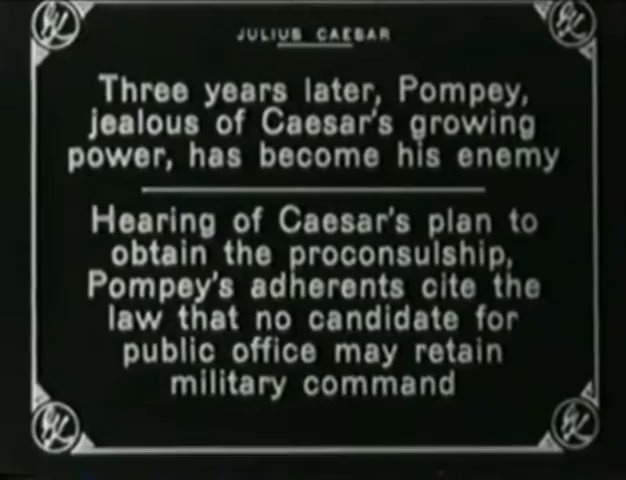 JULIUS CAESAR
Three years later, Pompey,
jealous of Caesar's growing
power, has become his enemy
Hearing of Caesar's plan to
obtain the proconsulship,
Pompey's adherents cite the
law that no candidate for
public office may retain
military command